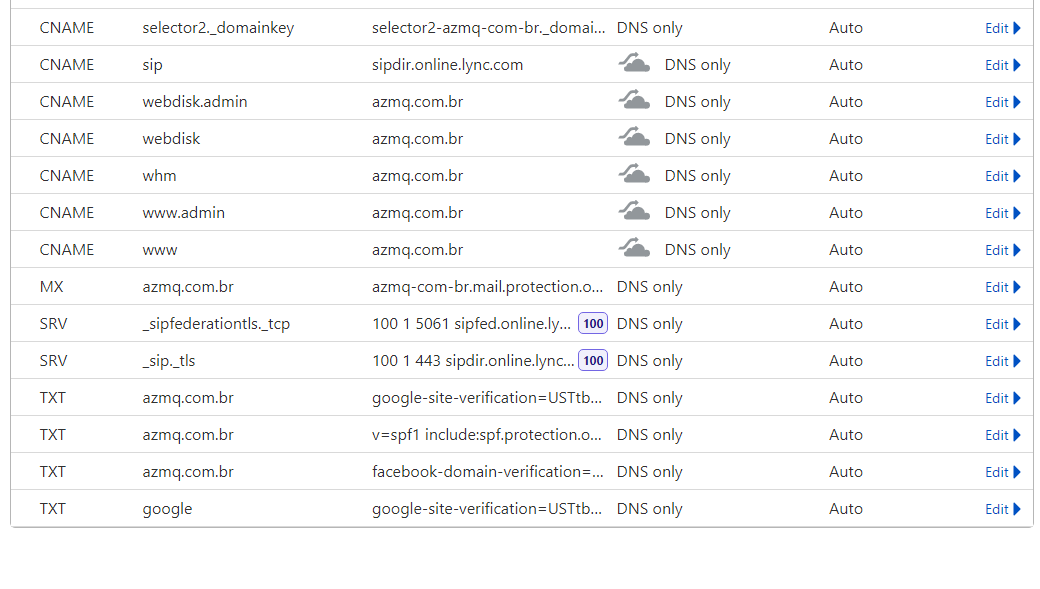 CNAME selector2._domainkey selector2-azmq-com-br._domai... DNS only Auto Edit
CNAME sip sipdir.online.lync.com DNS only Auto Edit
CNAME webdisk.admin azmq.com.br DNS only Auto Edit
CNAME webdisk azmq.com.br DNS only Auto Edit
CNAME whm azmq.com.br DNS only Auto Edit
CNAME www.admin azmq.com.br DNS only Auto Edit
CNAME www azmq.com.br DNS only Auto Edit
MX azmq.com.br azmq-com-br.mail.protection.o... DNS only Auto Edit
SRV _sipfederationtls._tcp 100 1 5061 sipfed.online.ly... 100 DNS only Auto Edit
SRV _sip._tls 100 1 443 sipdir.online.lync... 100 DNS only Auto Edit
TXT azmq.com.br google-site-verification=USTtb... DNS only Auto Edit
TXT azmq.com.br v=spf1 include:spf.protection.o... DNS only Auto Edit
TXT azmq.com.br facebook-domain-verification=... DNS only Auto Edit
TXT google google-site-verification=USTtb... DNS only Auto Edit